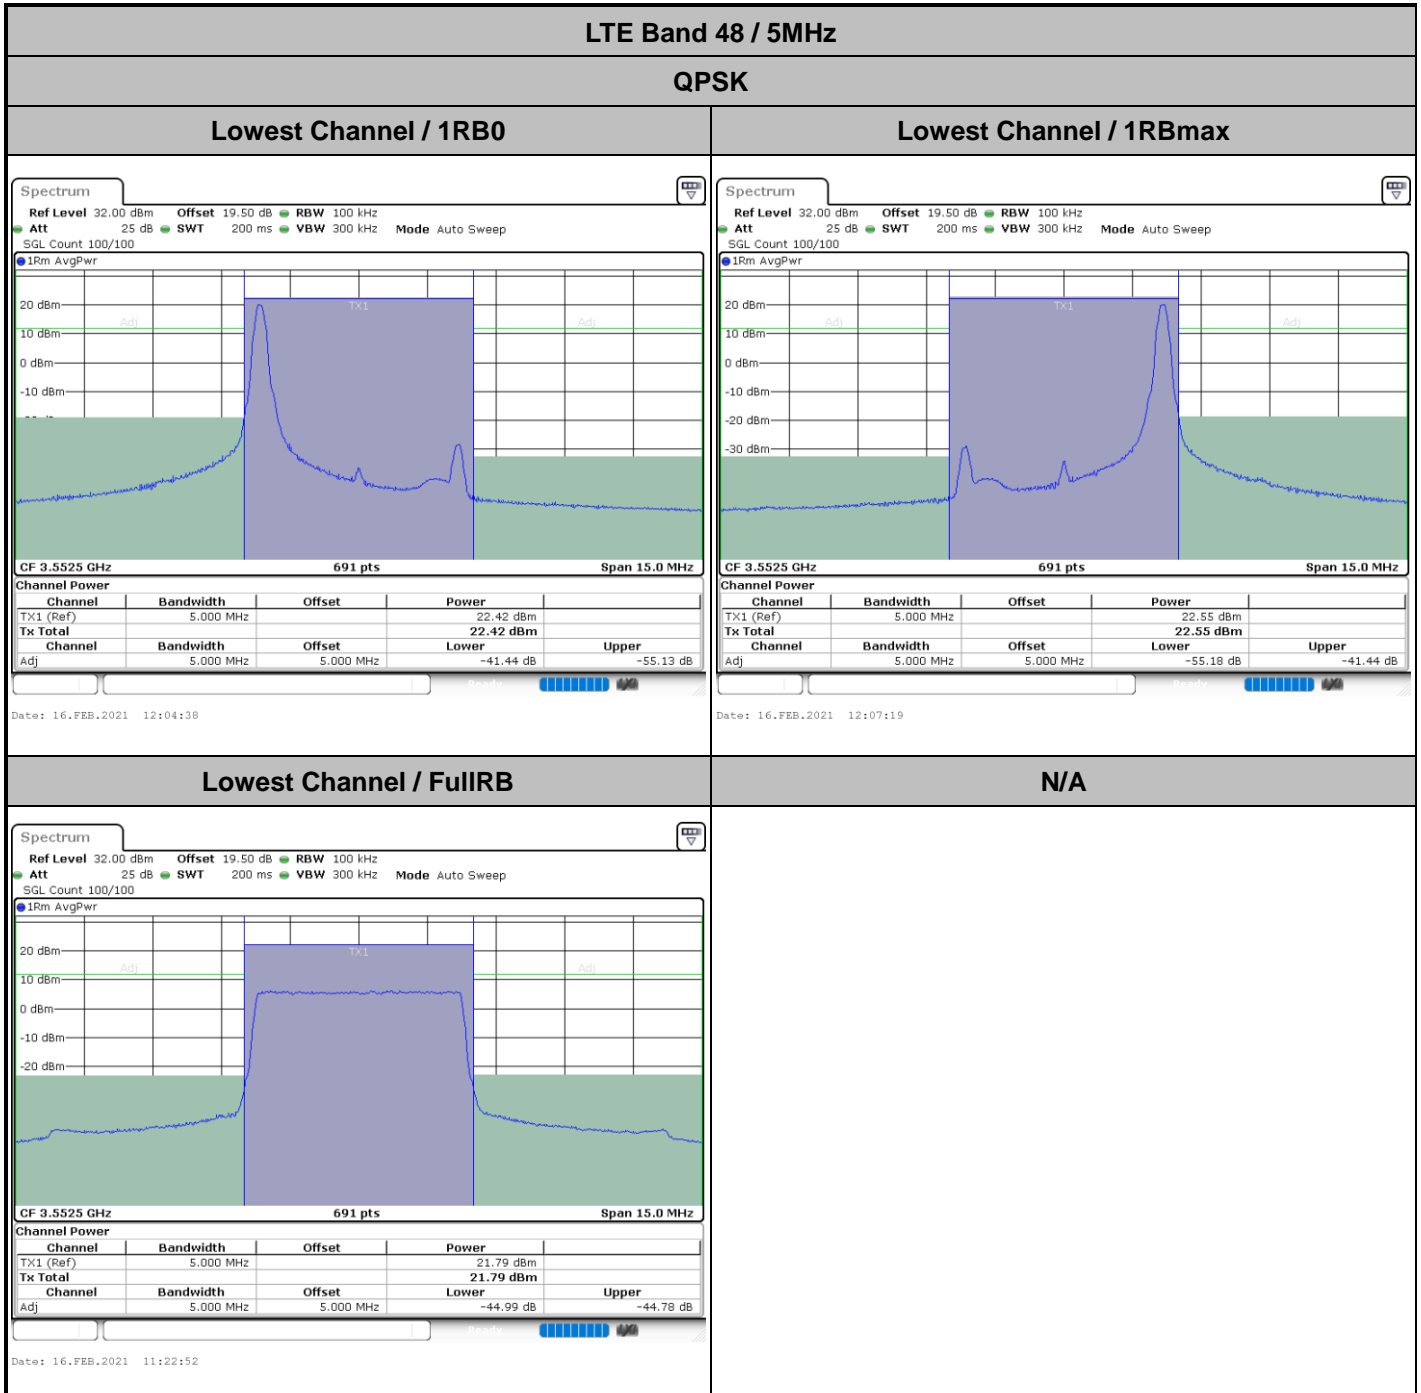 LTE Band 48 / 5MHz
QPSK
Lowest Channel / 1RB0
Lowest Channel / 1RBmax
Spectrum
Ref Level 32.00 dBm Offset 19.50 dB RBW 100 kHz
Att 25 dB SWT 200 ms VBW 300 kHz Mode Auto Sweep
SGL Count 100/100
1Rm AvgPwr
TX1
20 dBm
Adj
Adj
10 dBm
0 dBm
-10 dBm
CF 3.5525 GHz 691 pts Span 15.0 MHz
Channel Power
Channel Bandwidth Offset Power
TX1 (Ref) 5.000 MHz 22.42 dBm
Tx Total 22.42 dBm
Channel Bandwidth Offset Lower Upper
Adj 5.000 MHz 5.000 MHz -41.44 dB -55.13 dB
Ready
Date: 16.FEB.2021 12:04:38
Spectrum
Ref Level 32.00 dBm Offset 19.50 dB RBW 100 kHz
Att 25 dB SWT 200 ms VBW 300 kHz Mode Auto Sweep
SGL Count 100/100
1Rm AvgPwr
TX1
20 dBm
Adj
Adj
10 dBm
0 dBm
-10 dBm
-20 dBm
-30 dBm
CF 3.5525 GHz 691 pts Span 15.0 MHz
Channel Power
Channel Bandwidth Offset Power
TX1 (Ref) 5.000 MHz 22.55 dBm
Tx Total 22.55 dBm
Channel Bandwidth Offset Lower Upper
Adj 5.000 MHz 5.000 MHz -55.18 dB -41.44 dB
Ready
Date: 16.FEB.2021 12:07:19
Lowest Channel / FullRB
N/A
Spectrum
Ref Level 32.00 dBm Offset 19.50 dB RBW 100 kHz
Att 25 dB SWT 200 ms VBW 300 kHz Mode Auto Sweep
SGL Count 100/100
1Rm AvgPwr
20 dBm
TX1
Adj
Adj
10 dBm
0 dBm
-10 dBm
-20 dBm
CF 3.5525 GHz 691 pts Span 15.0 MHz
Channel Power
Channel Bandwidth Offset Power
TX1 (Ref) 5.000 MHz 21.79 dBm
Tx Total 21.79 dBm
Channel Bandwidth Offset Lower Upper
Adj 5.000 MHz 5.000 MHz -44.99 dB -44.78 dB
Ready
Date: 16.FEB.2021 11:22:52